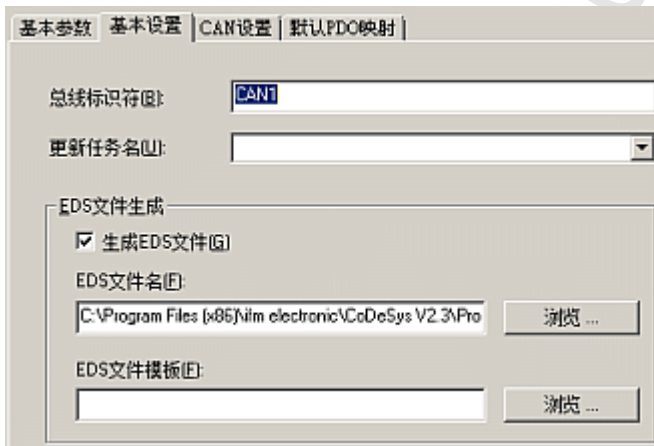 基本参数 基本设置 CAN设置 默认PDO映射
总线标识符(B): CAN1
更新任务名(U):
EDS文件生成
生成EDS文件(G)
EDS文件名(F):
C:\Program Files (x86)\ifm electronic\CoDeSys V2.3\Pro 浏览 ...
EDS文件模板(F):
浏览 ...